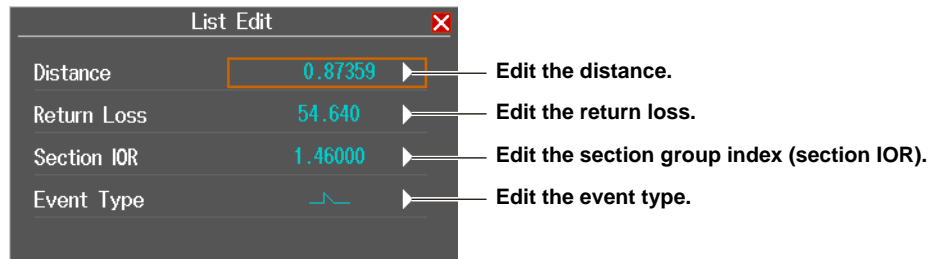 List Edit
Distance 0.87359 Edit the distance.
Return Loss 54.640 Edit the return loss.
Section IOR 1.46000 Edit the section group index (section IOR).
Event Type Edit the event type.